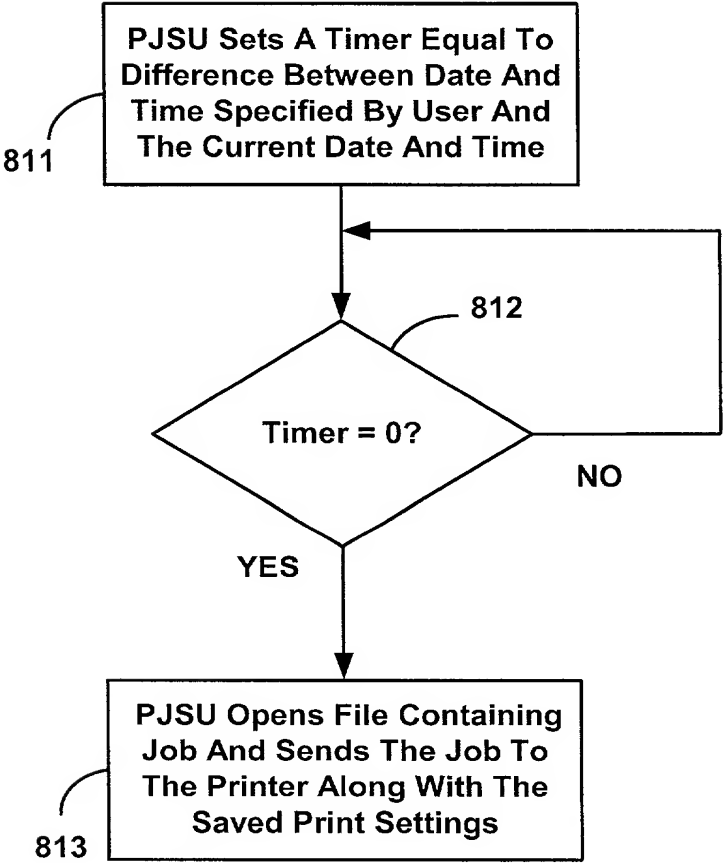 PJSU Sets A Timer Equal To
Difference Between Date And
Time Specified By User And
The Current Date And Time
811
812
Timer = 0?
NO
YES
PJSU Opens File Containing
Job And Sends The Job To
The Printer Along With The
Saved Print Settings
813